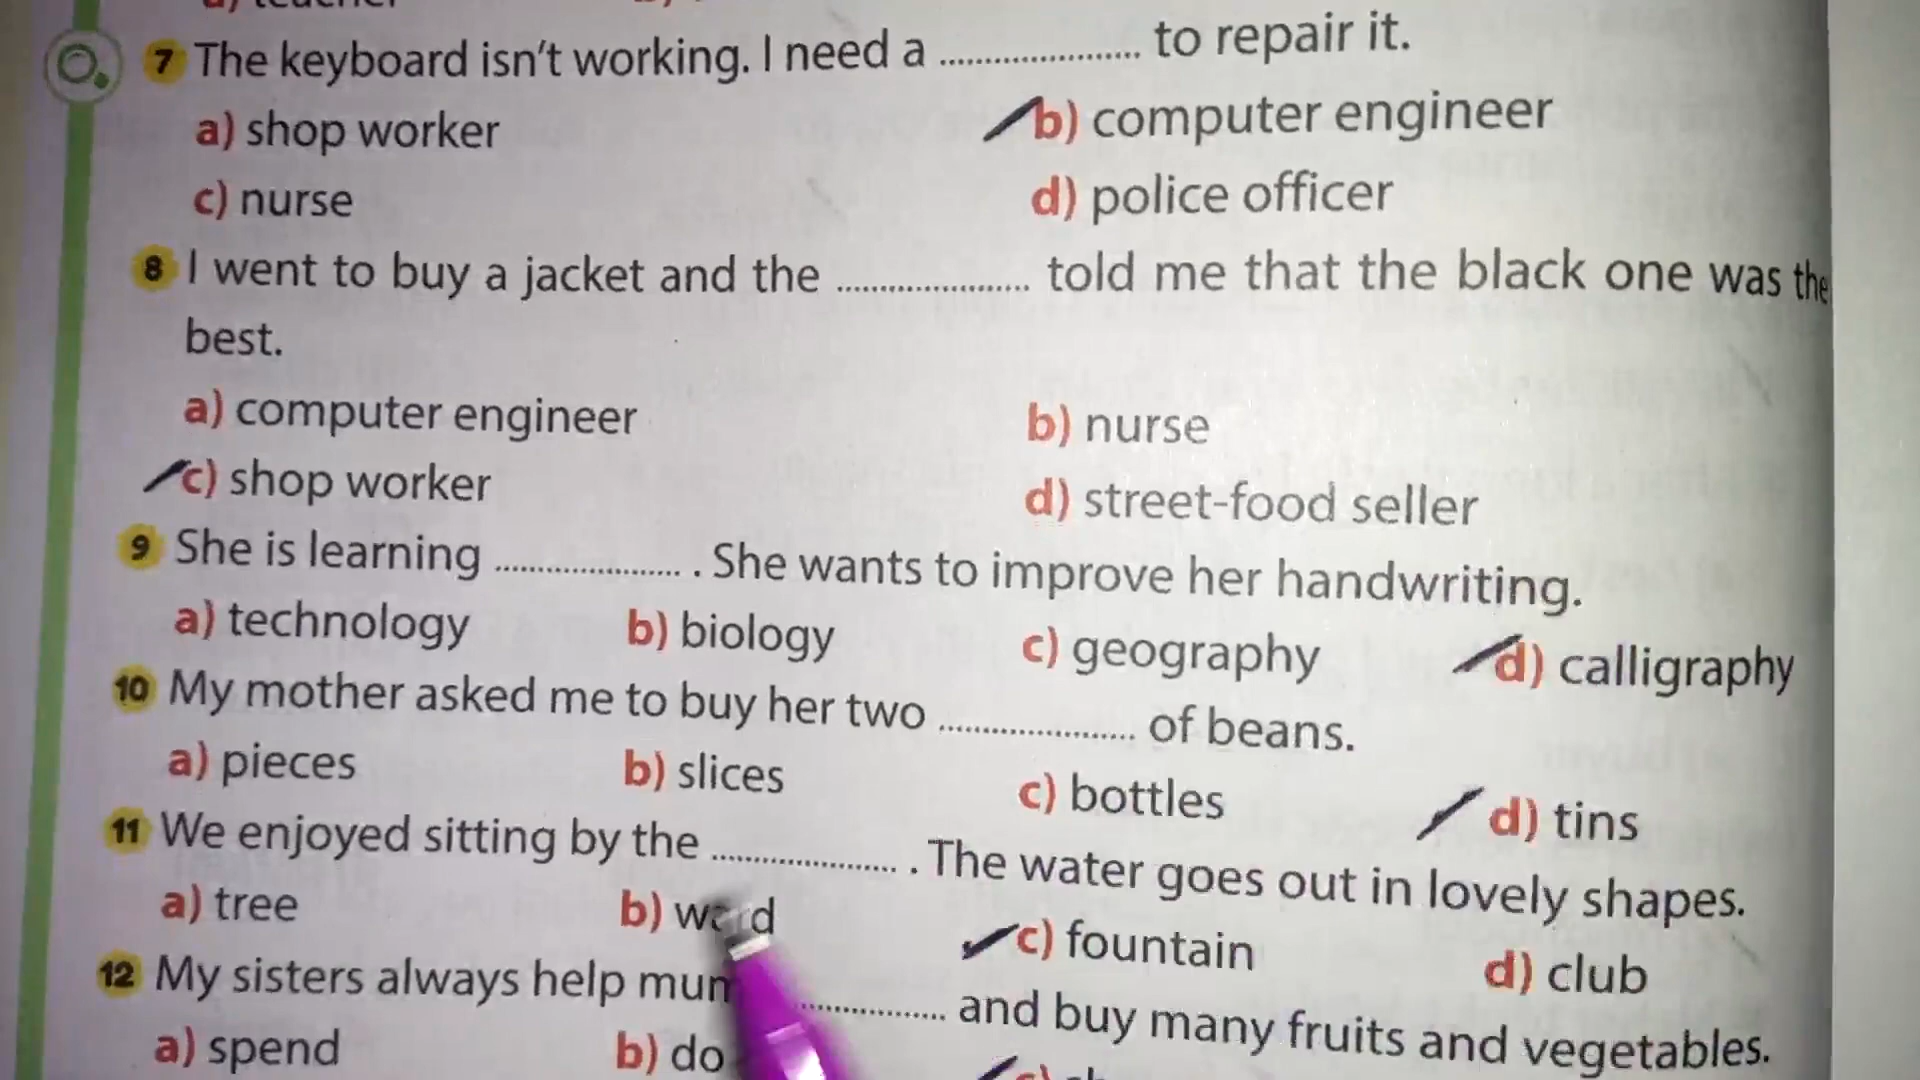 a) teacher
7 The keyboard isn't working. I need a .................... to repair it.
a) shop worker b) computer engineer
c) nurse d) police officer
8 I went to buy a jacket and the .................... told me that the black one was the
best.
a) computer engineer b) nurse
c) shop worker d) street-food seller
9 She is learning .................... . She wants to improve her handwriting.
a) technology b) biology c) geography d) calligraphy
10 My mother asked me to buy her two .................... of beans.
a) pieces b) slices c) bottles d) tins
11 We enjoyed sitting by the .................... . The water goes out in lovely shapes.
a) tree b) c) fountain d) club
12 My sisters always help mum .................... and buy many fruits and vegetables.
a) spend b) do c)